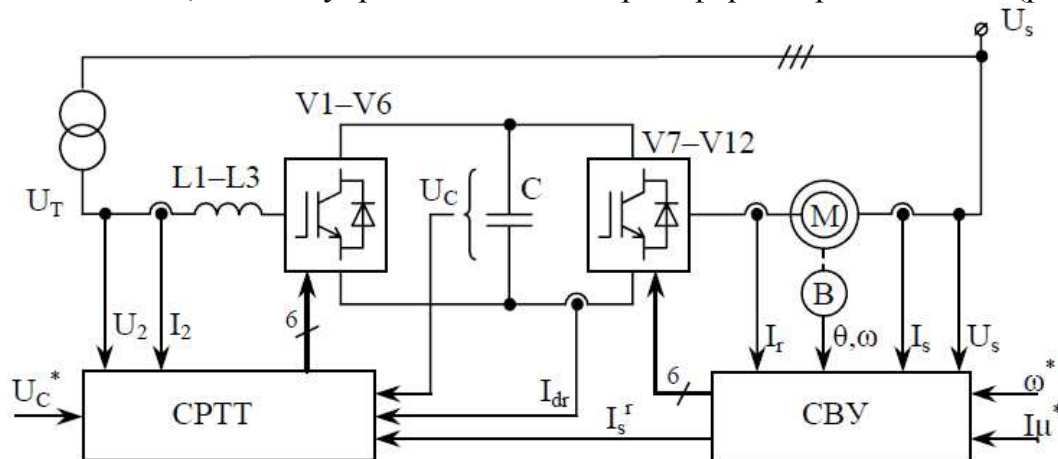 U_s
V1–V6
V7–V12
L1–L3
U_T
U_C
C
M
B
U_2
I_2
6
I_dr
I_s^r
6
I_r
θ,ω
I_s
U_s
U_C^*
СРТТ
СВУ
ω^*
Iμ^*